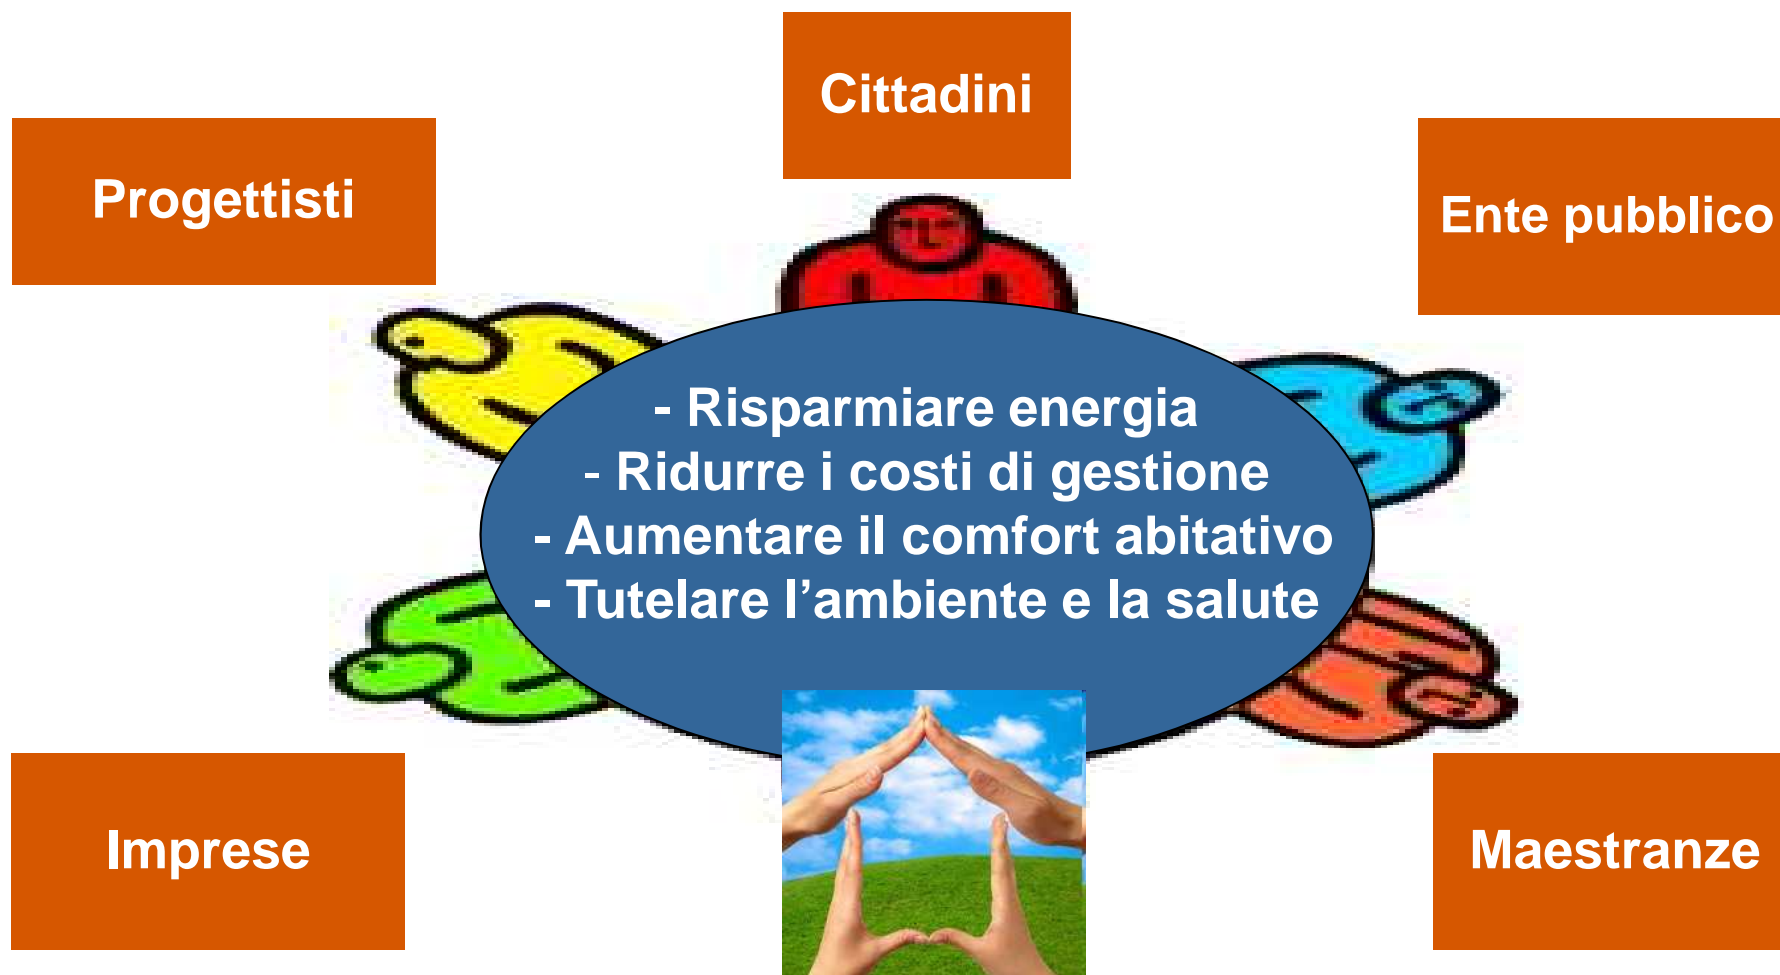 Cittadini
Progettisti
Ente pubblico
- Risparmiare energia
- Ridurre i costi di gestione
- Aumentare il comfort abitativo
- Tutelare l’ambiente e la salute
Imprese
Maestranze